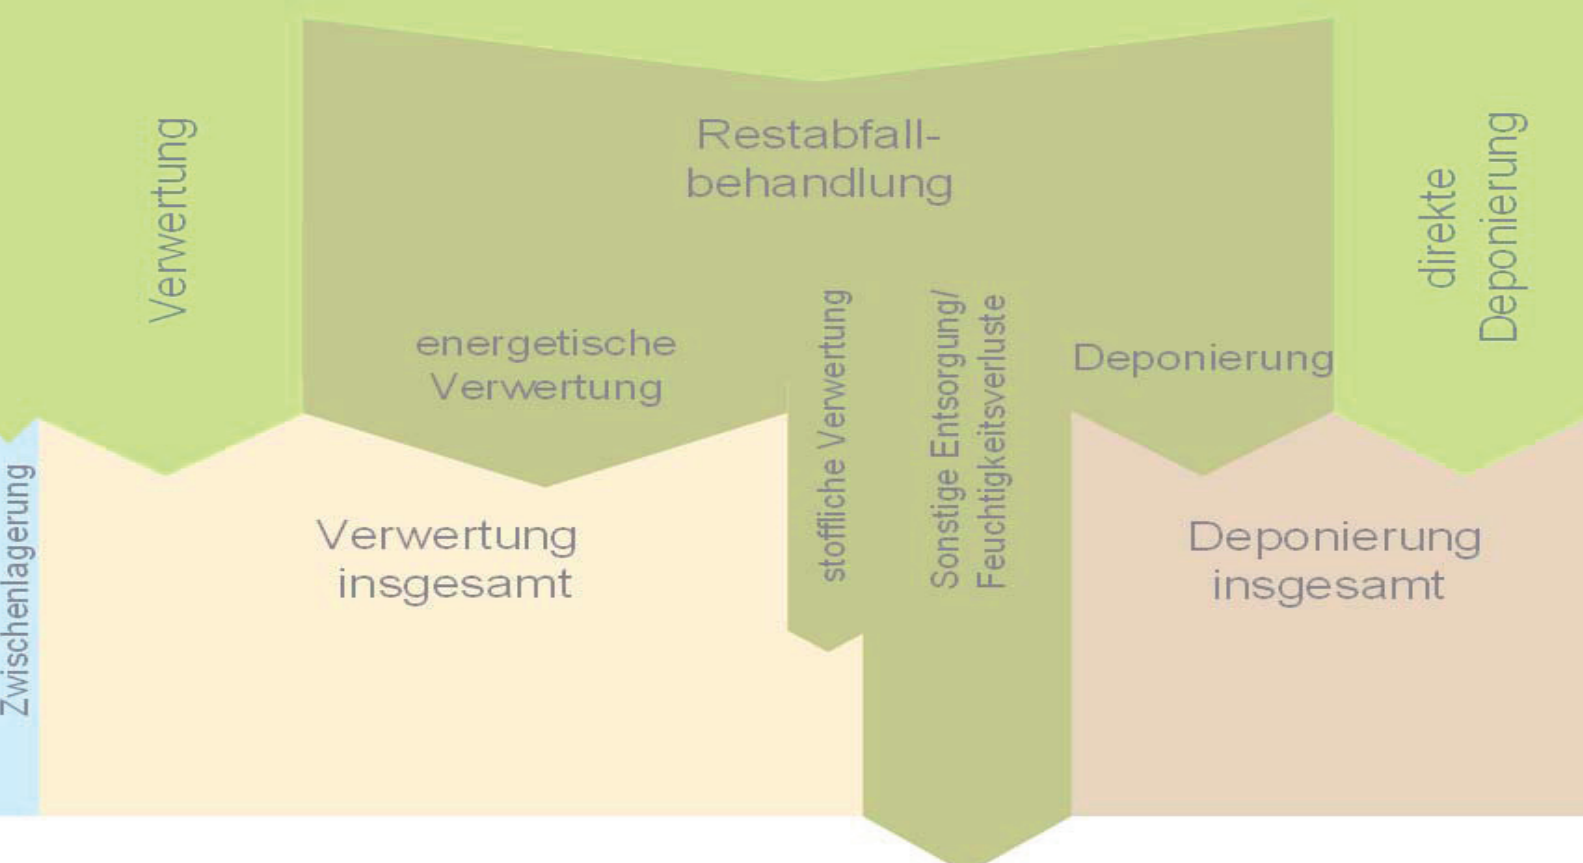 Verwertung
Restabfall-
behandlung
direkte
Deponierung
energetische
Verwertung
stoffliche Verwertung
Sonstige Entsorgung/
Feuchtigkeitsverluste
Deponierung
Zwischenlagerung
Verwertung
insgesamt
Deponierung
insgesamt